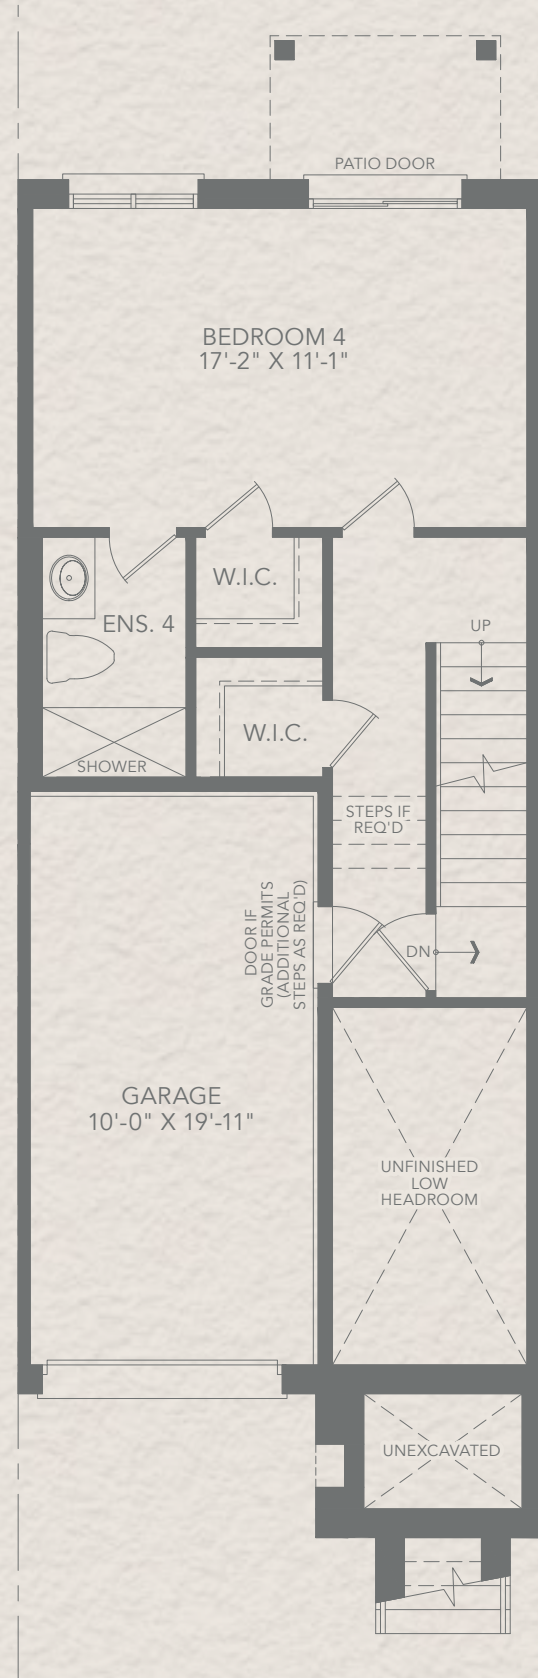 PATIO DOOR
BEDROOM 4
17'-2" X 11'-1"
W.I.C.
ENS. 4
UP
W.I.C.
SHOWER
STEPS IF
REQ'D
DOOR IF
GRADE PERMITS
(ADDITIONAL
STEPS AS REQ'D)
DN
GARAGE
10'-0" X 19'-11"
UNFINISHED
LOW
HEADROOM
UNEXCAVATED